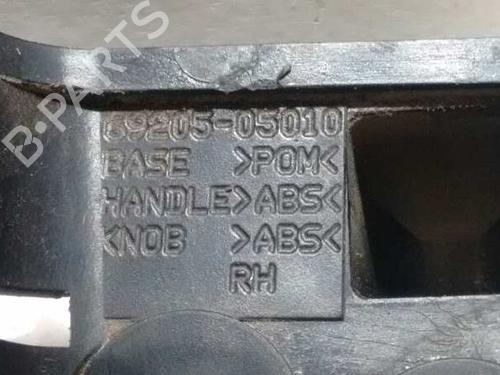 B-PARTS
69205-05010
BASE >POM<
HANDLE>ABS<
KNOB >ABS<
RH